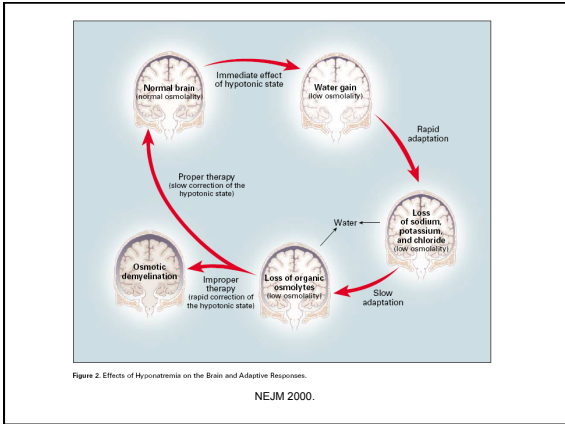 Normal brain
(normal osmolality)
Immediate effect
of hypotonic state
Water gain
(low osmolality)
Rapid
adaptation
Loss
of sodium,
potassium,
and chloride
(low osmolality)
Water
Slow
adaptation
Loss of organic
osmolytes
(low osmolality)
Proper therapy
(slow correction of the
hypotonic state)
Improper
therapy
(rapid correction of
the hypotonic state)
Osmotic
demyelination
Figure 2. Effects of Hyponatremia on the Brain and Adaptive Responses.
NEJM 2000.